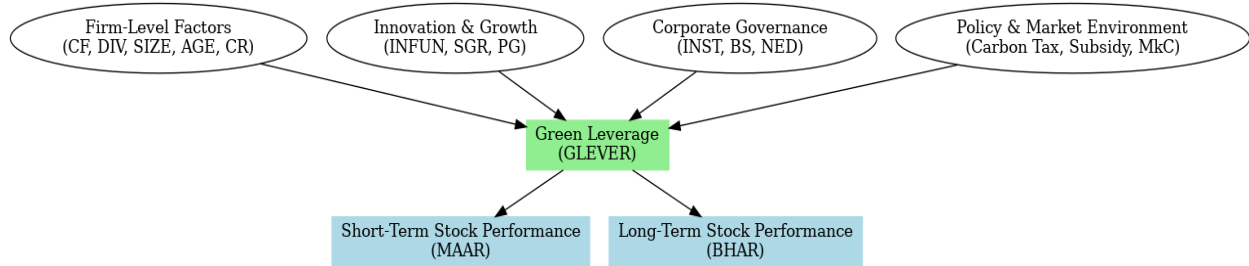 Firm-Level Factors
(CF, DIV, SIZE, AGE, CR)
Innovation & Growth
(INFUN, SGR, PG)
Corporate Governance
(INST, BS, NED)
Policy & Market Environment
(Carbon Tax, Subsidy, MkC)
Green Leverage
(GLEVER)
Short-Term Stock Performance
(MAAR)
Long-Term Stock Performance
(BHAR)